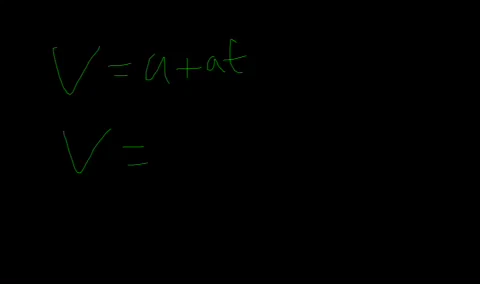 V = u + at
V =